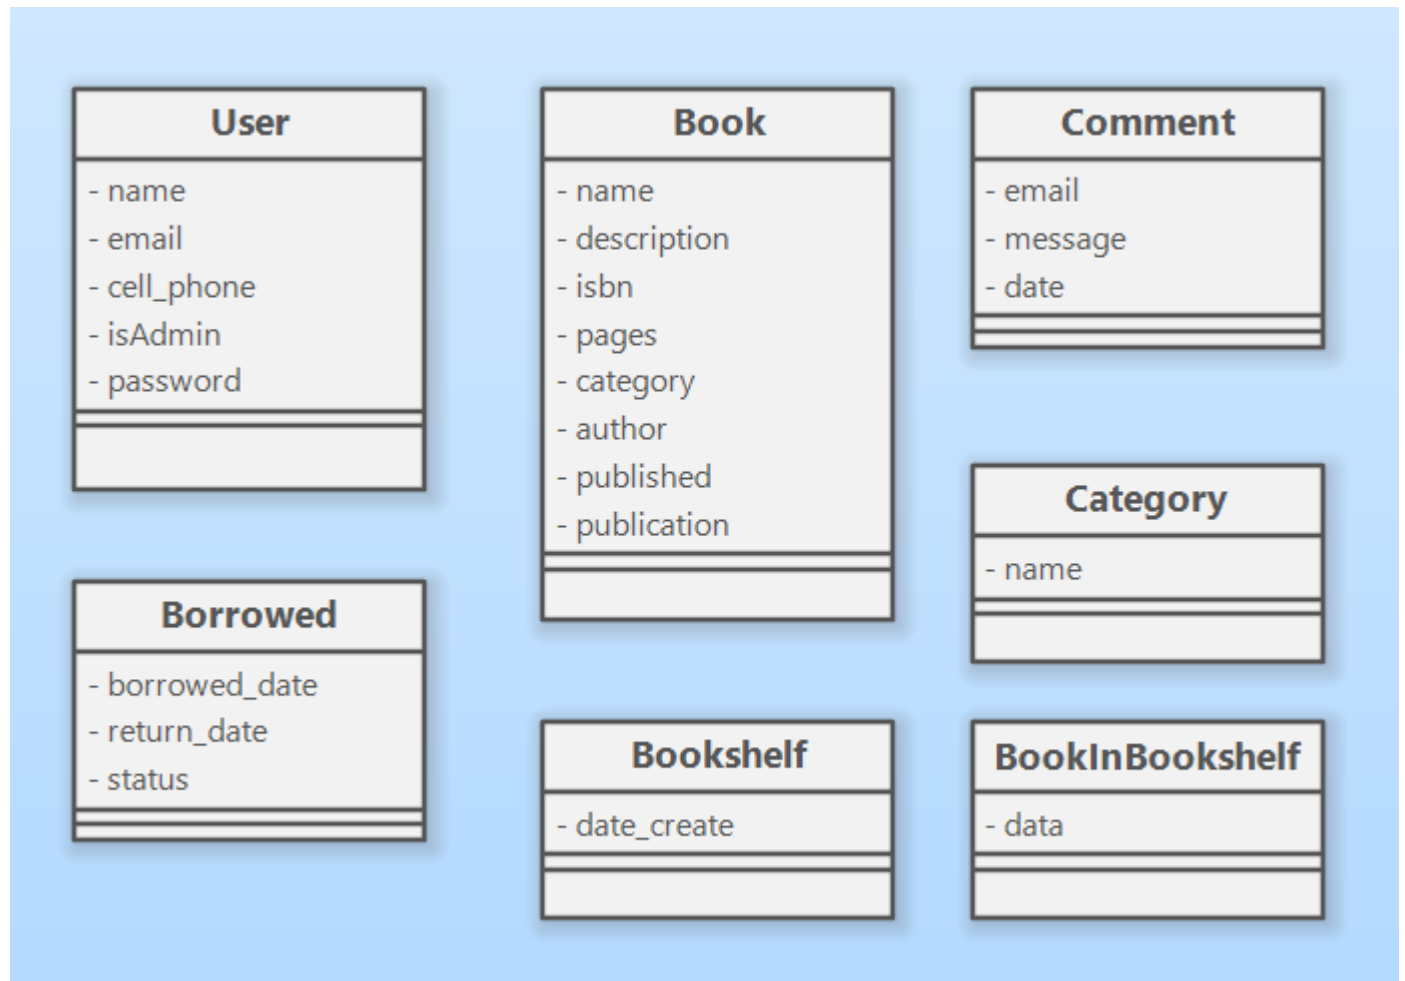 User
- name
- email
- cell_phone
- isAdmin
- password
Borrowed
- borrowed_date
- return_date
- status
Book
- name
- description
- isbn
- pages
- category
- author
- published
- publication
Bookshelf
- date_create
Comment
- email
- message
- date
Category
- name
BookInBookshelf
- data